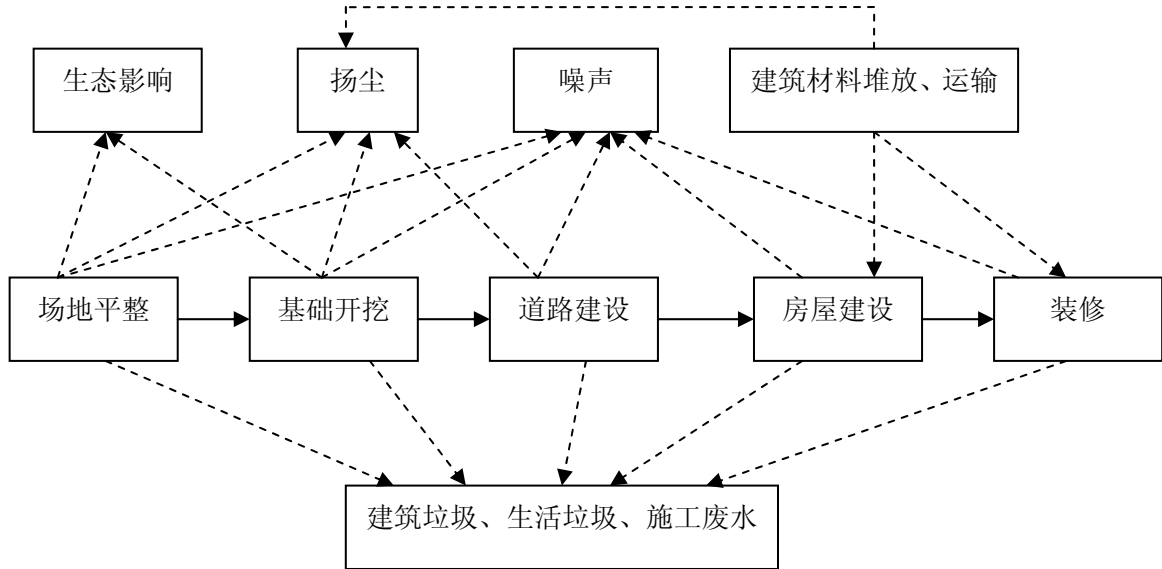 生态影响
扬尘
噪声
建筑材料堆放、运输
场地平整
基础开挖
道路建设
房屋建设
装修
建筑垃圾、生活垃圾、施工废水